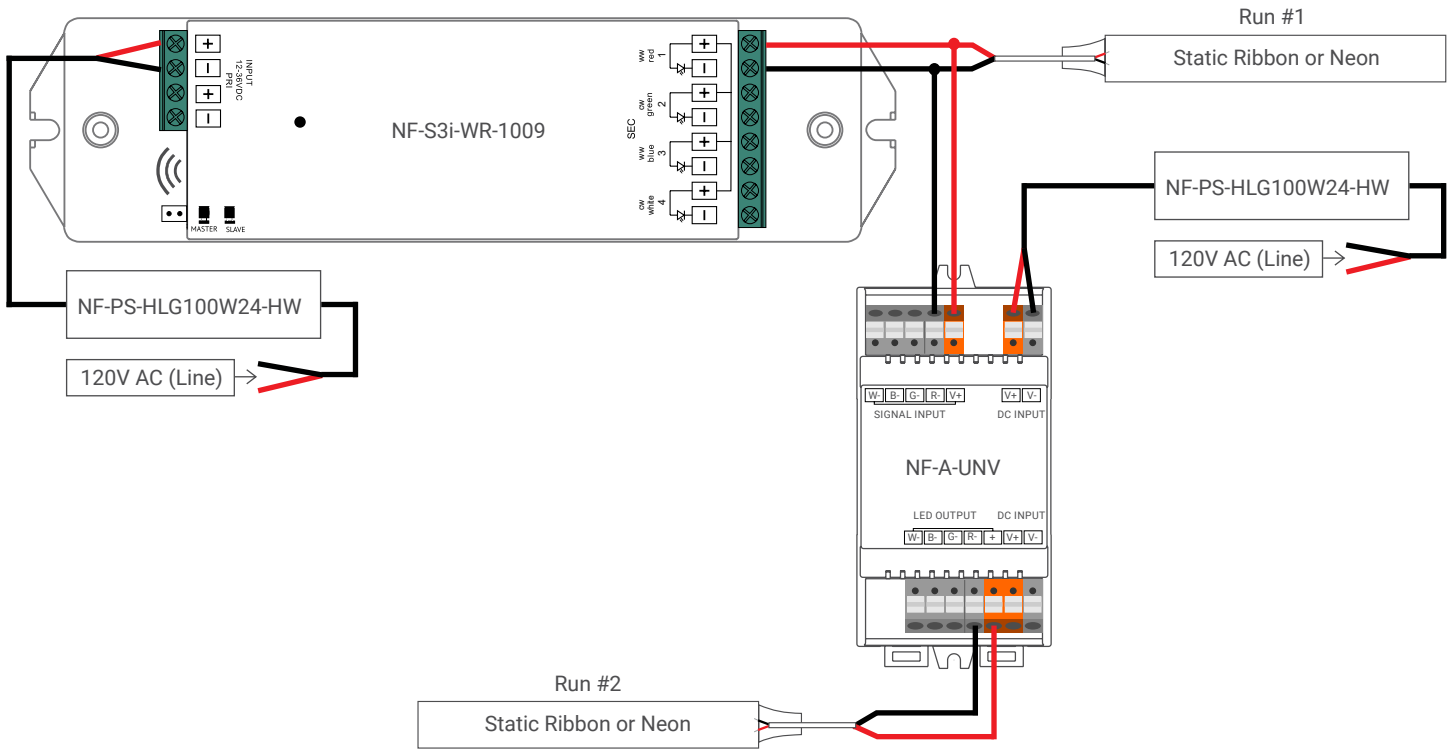 Run #1
Static Ribbon or Neon
+
−
+
−
INPUT
12-36VDC
PRI
NF-S3i-WR-1009
MASTER
SLAVE
SEC
ww
red
1
+
−
cw
green
2
+
−
ww
blue
3
+
−
cw
white
4
+
−
NF-PS-HLG100W24-HW
120V AC (Line)
NF-PS-HLG100W24-HW
120V AC (Line)
W- B- G- R- V+
SIGNAL INPUT
V+ V-
DC INPUT
NF-A-UNV
LED OUTPUT
DC INPUT
W- B- G- R- + V+ V-
Run #2
Static Ribbon or Neon